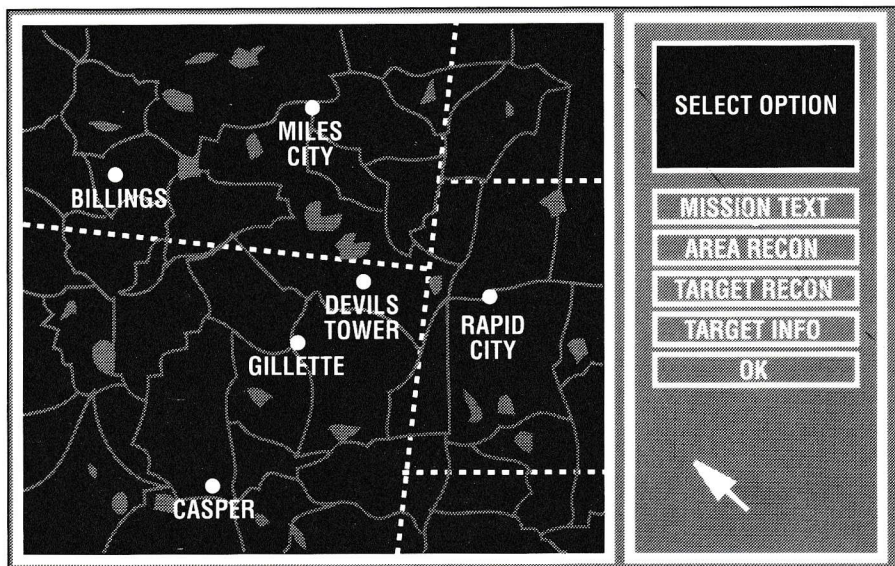 MILES
CITY
BILLINGS
DEVILS
TOWER
RAPID
CITY
GILLETTE
CASPER
SELECT OPTION
MISSION TEXT
AREA RECON
TARGET RECON
TARGET INFO
OK